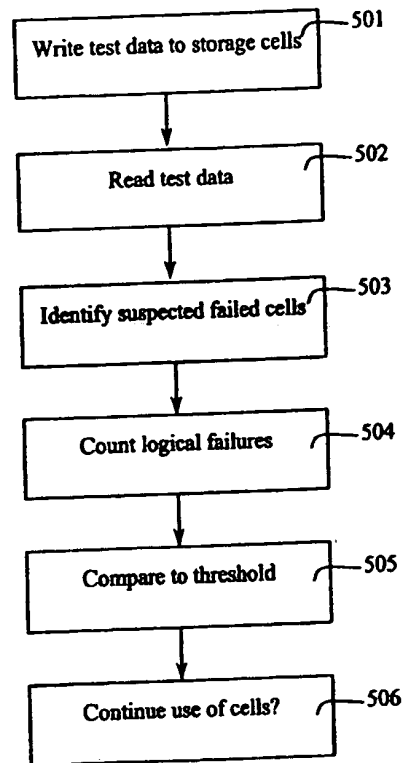 501
Write test data to storage cells
502
Read test data
503
Identify suspected failed cells
504
Count logical failures
505
Compare to threshold
506
Continue use of cells?